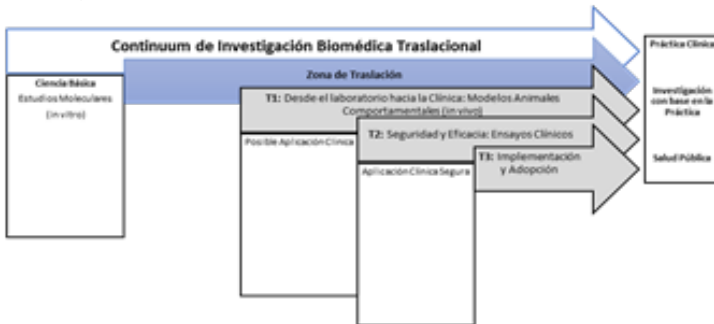 Continuum de Investigación Biomédica Traslacional
Zona de Traslación
Ciencia Básica
Estudios Moleculares
(in vitro)
T1: Desde el laboratorio hacia la Clínica: Modelos Animales
Comportamentales (in vivo)
Posible Aplicación Clínica
T2: Seguridad y Eficacia: Ensayos Clínicos
Aplicación Clínica Segura
T3: Implementación
y Adopción
Práctica Clínica
Investigación
con base en la
Práctica
Salud Pública